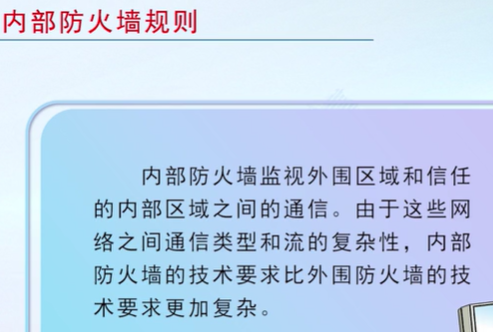 内部防火墙规则
内部防火墙监视外围区域和信任
的内部区域之间的通信。由于这些网
络之间通信类型和流的复杂性，内部
防火墙的技术要求比外围防火墙的技
术要求更加复杂。